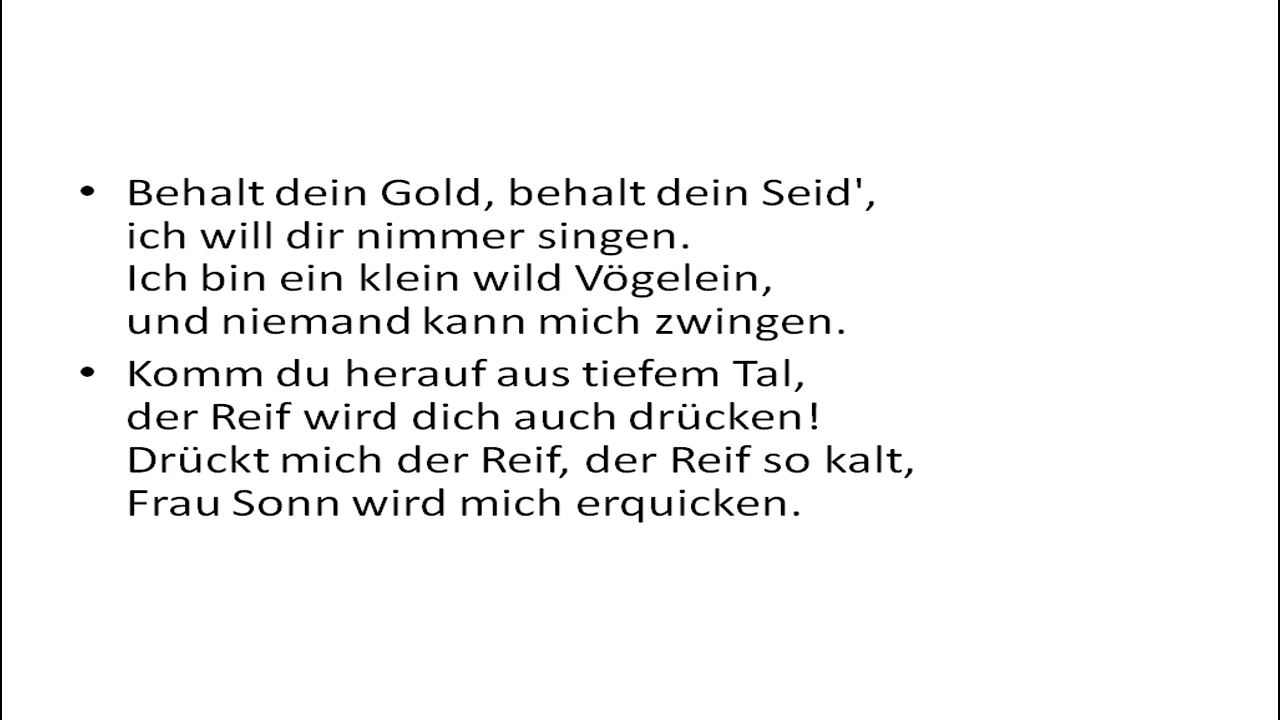 • Behalt dein Gold, behalt dein Seid',
ich will dir nimmer singen.
Ich bin ein klein wild Vögelein,
und niemand kann mich zwingen.
• Komm du herauf aus tiefem Tal,
der Reif wird dich auch drücken!
Drückt mich der Reif, der Reif so kalt,
Frau Sonn wird mich erquicken.